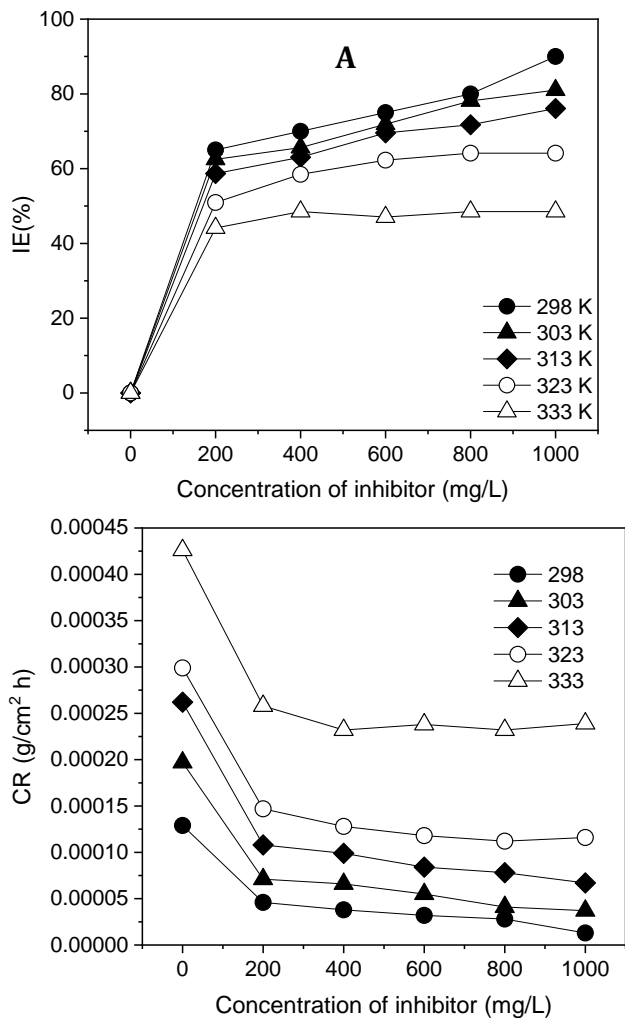 A
100
80
60
40
20
0
IE(%)
298 K
303 K
313 K
323 K
333 K
0 200 400 600 800 1000
Concentration of inhibitor (mg/L)
0.00045
0.00040
0.00035
0.00030
0.00025
0.00020
0.00015
0.00010
0.00005
0.00000
CR (g/cm² h)
298
303
313
323
333
0 200 400 600 800 1000
Concentration of inhibitor (mg/L)